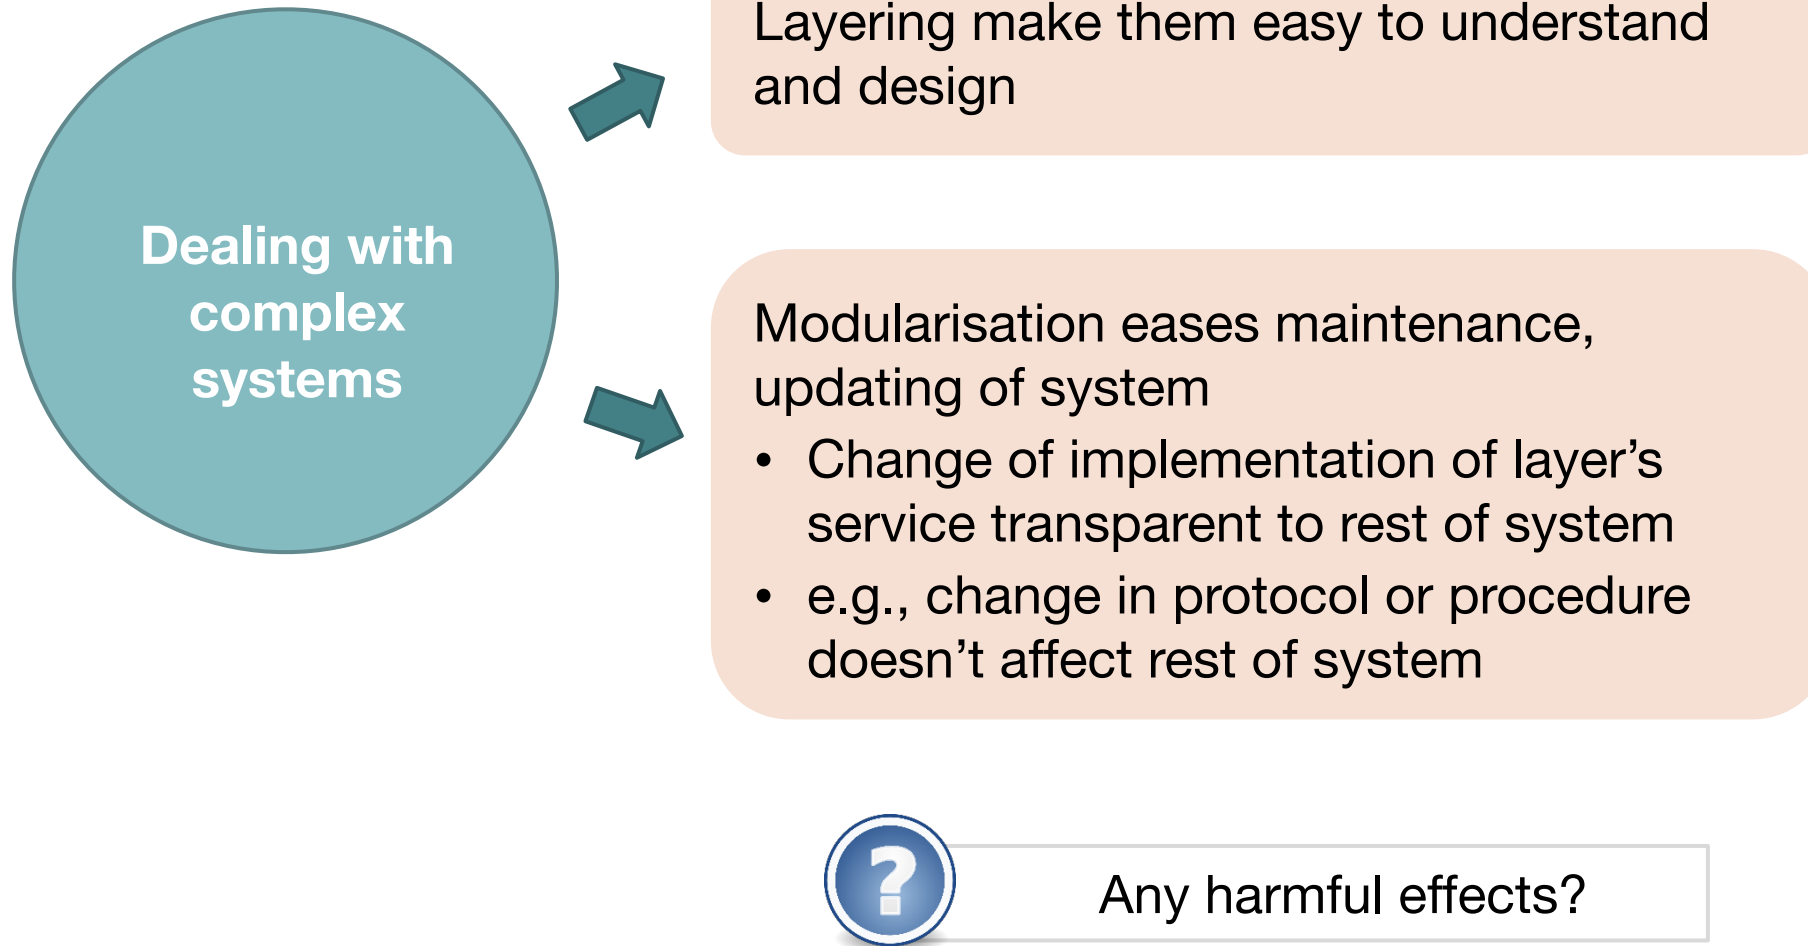 Layering make them easy to understand
and design
Dealing with
complex
systems
Modularisation eases maintenance,
updating of system
• Change of implementation of layer’s
service transparent to rest of system
• e.g., change in protocol or procedure
doesn’t affect rest of system
?
Any harmful effects?